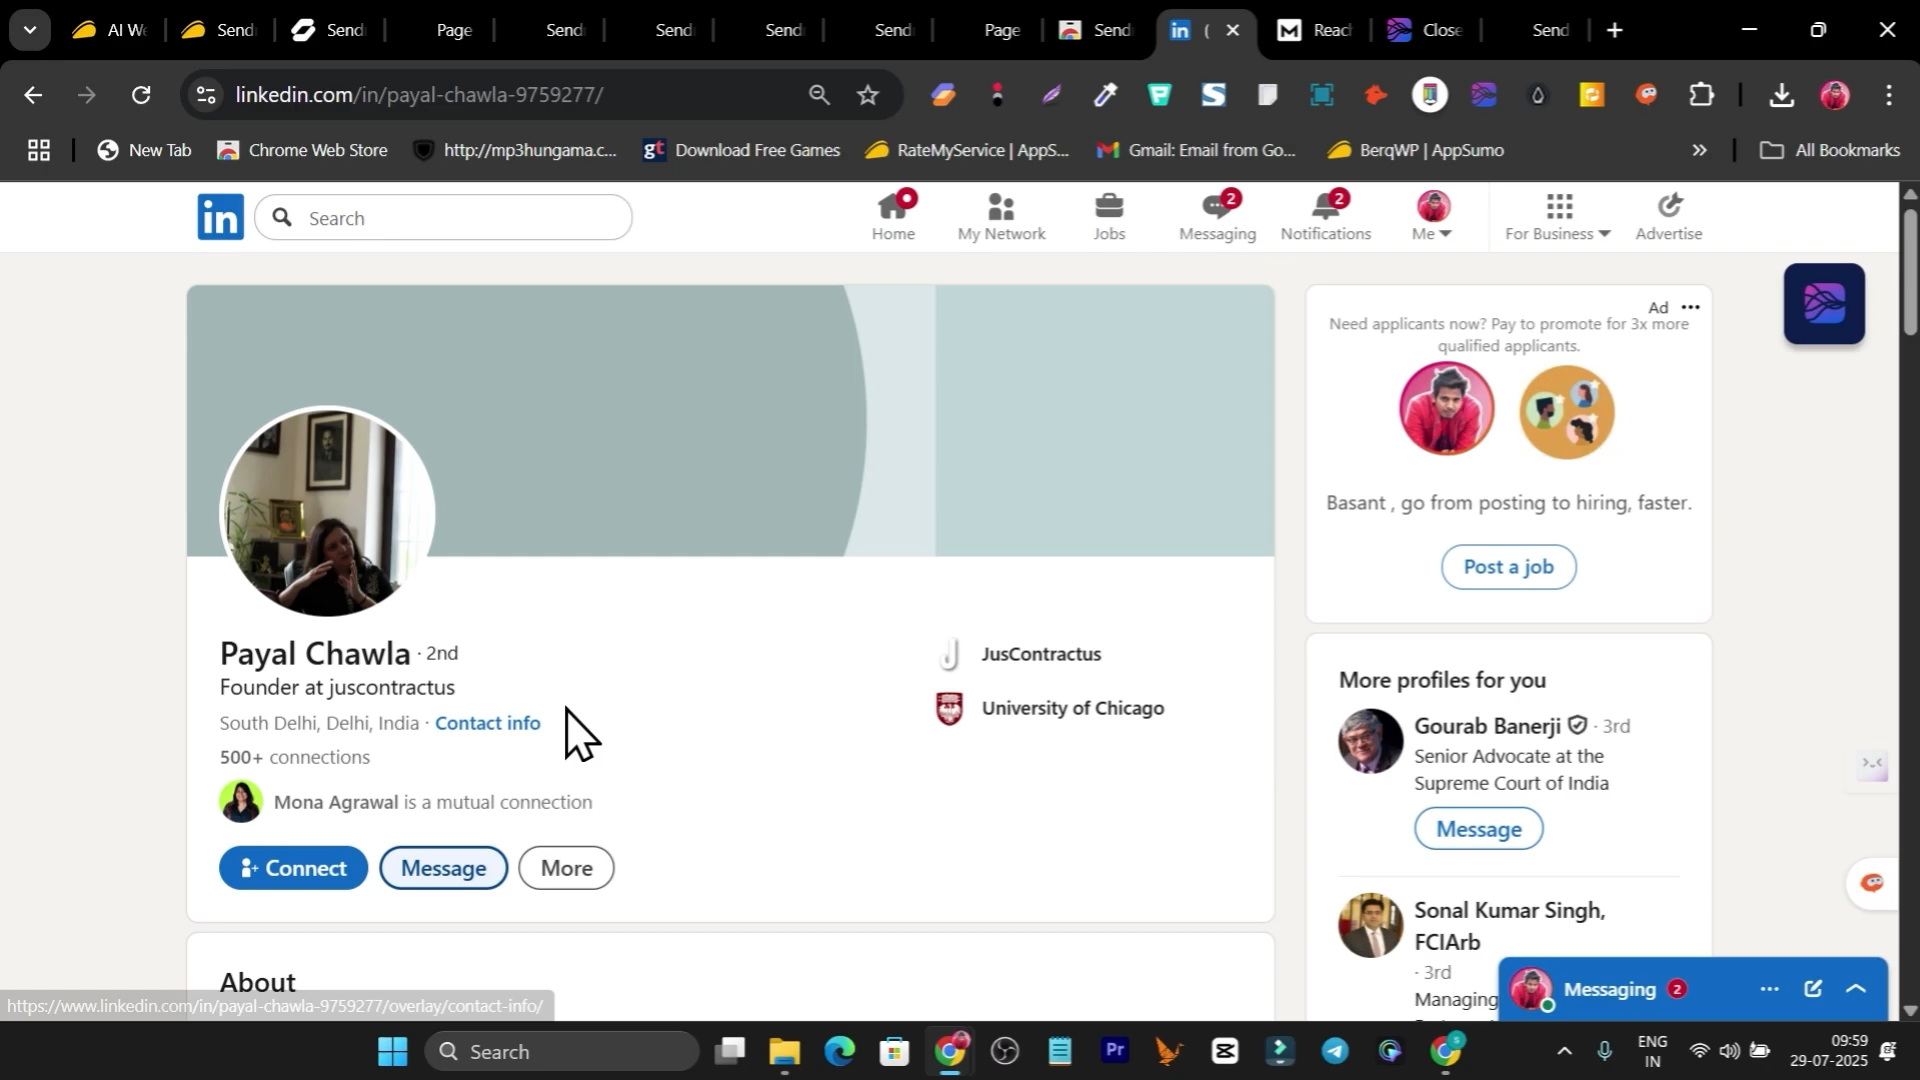 AI We
Send
Send
Page
Send
Send
Send
Send
Page
Send
(
Reach
Close
Send
linkedin.com/in/payal-chawla-9759277/
New Tab
Chrome Web Store
http://mp3hungama.c...
Download Free Games
RateMyService | AppS...
Gmail: Email from Go...
BerqWP | AppSumo
All Bookmarks
in
Search
Home
My Network
Jobs
2
Messaging
2
Notifications
Me
For Business
Advertise
Ad
Need applicants now? Pay to promote for 3x more
qualified applicants.
Basant , go from posting to hiring, faster.
Post a job
Payal Chawla · 2nd
Founder at juscontractus
South Delhi, Delhi, India · Contact info
500+ connections
Mona Agrawal is a mutual connection
Connect
Message
More
JusContractus
University of Chicago
More profiles for you
Gourab Banerji · 3rd
Senior Advocate at the
Supreme Court of India
Message
Sonal Kumar Singh,
FCIArb
· 3rd
Managing
About
https://www.linkedin.com/in/payal-chawla-9759277/overlay/contact-info/
Messaging 2
Search
Pr
ENG
IN
09:59
29-07-2025